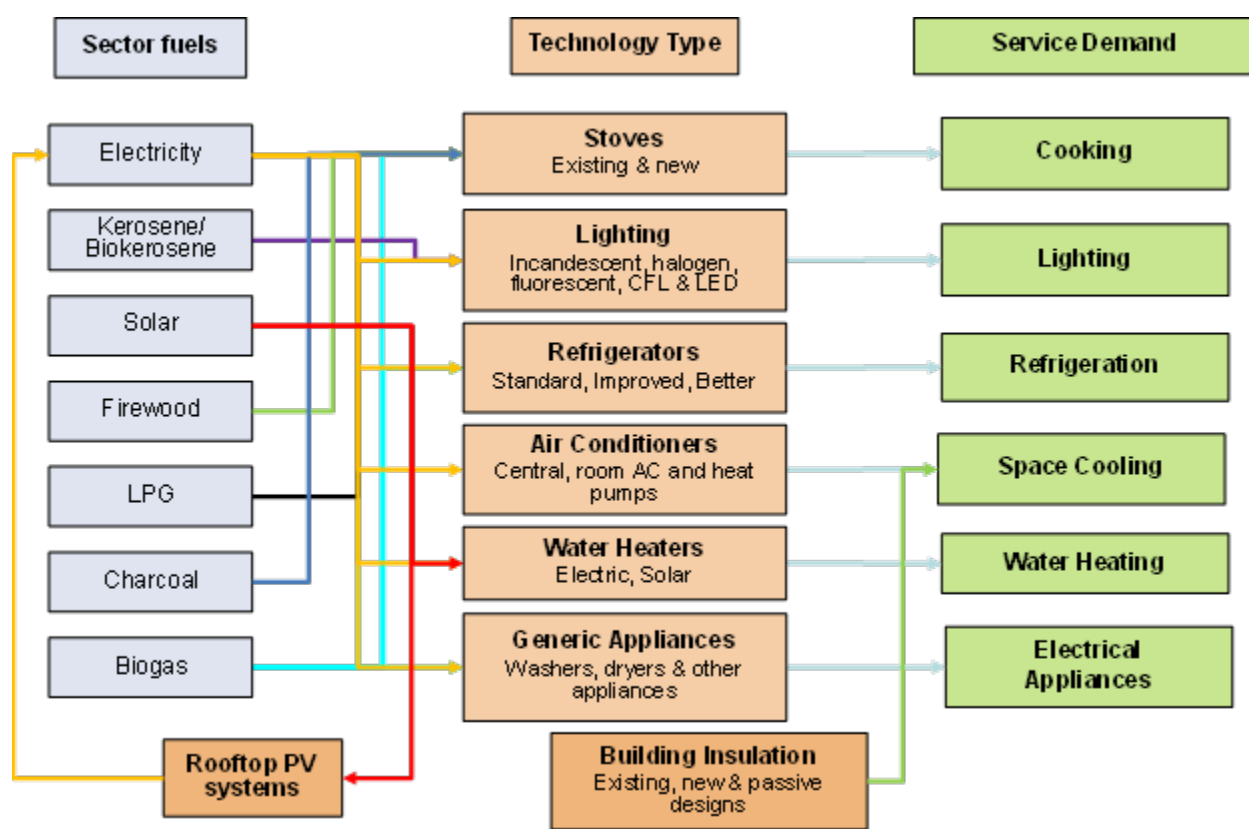 Sector fuels
Technology Type
Service Demand
Electricity
Kerosene/
Biokerosene
Solar
Firewood
LPG
Charcoal
Biogas
Rooftop PV
systems
Stoves
Existing & new
Lighting
Incandescent, halogen,
fluorescent, CFL & LED
Refrigerators
Standard, Improved, Better
Air Conditioners
Central, room AC and heat
pumps
Water Heaters
Electric, Solar
Generic Appliances
Washers, dryers & other
appliances
Building Insulation
Existing, new & passive
designs
Cooking
Lighting
Refrigeration
Space Cooling
Water Heating
Electrical
Appliances